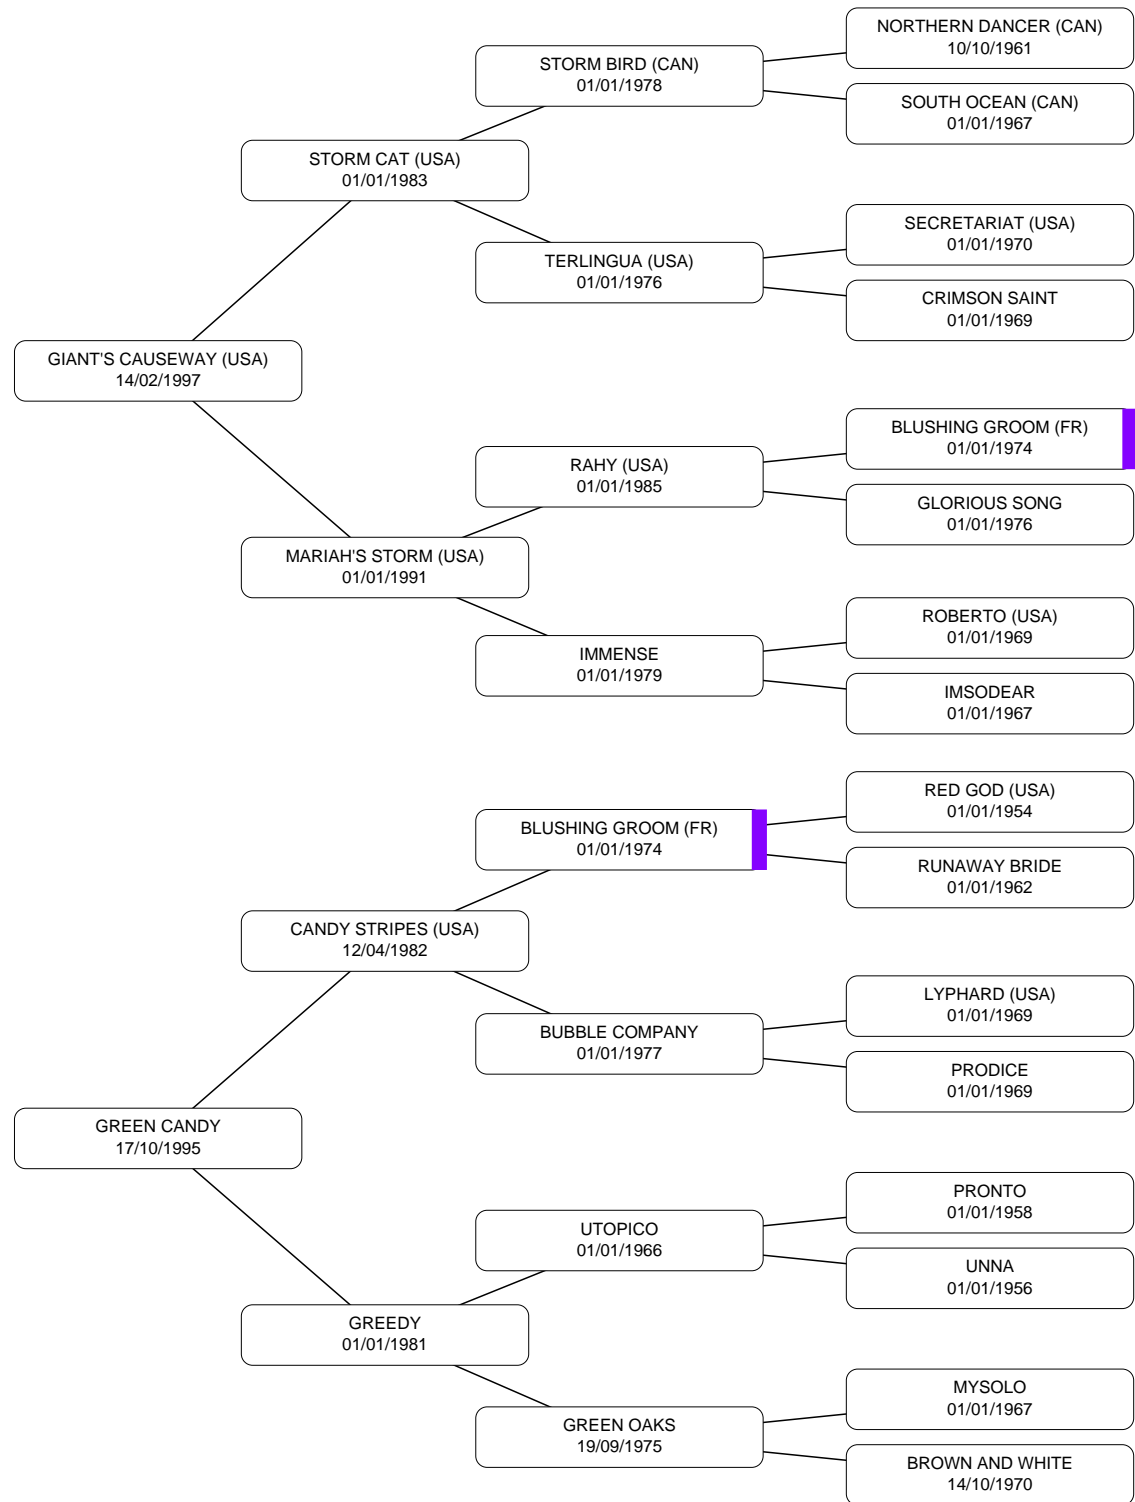 NORTHERN DANCER (CAN)
10/10/1961
STORM BIRD (CAN)
01/01/1978
SOUTH OCEAN (CAN)
01/01/1967
STORM CAT (USA)
01/01/1983
SECRETARIAT (USA)
01/01/1970
TERLINGUA (USA)
01/01/1976
CRIMSON SAINT
01/01/1969
GIANT'S CAUSEWAY (USA)
14/02/1997
BLUSHING GROOM (FR)
01/01/1974
RAHY (USA)
01/01/1985
GLORIOUS SONG
01/01/1976
MARIAH'S STORM (USA)
01/01/1991
ROBERTO (USA)
01/01/1969
IMMENSE
01/01/1979
IMSODEAR
01/01/1967
RED GOD (USA)
01/01/1954
BLUSHING GROOM (FR)
01/01/1974
RUNAWAY BRIDE
01/01/1962
CANDY STRIPES (USA)
12/04/1982
LYPHARD (USA)
01/01/1969
BUBBLE COMPANY
01/01/1977
PRODICE
01/01/1969
GREEN CANDY
17/10/1995
PRONTO
01/01/1958
UTOPICO
01/01/1966
UNNA
01/01/1956
GREEDY
01/01/1981
MYSOLO
01/01/1967
GREEN OAKS
19/09/1975
BROWN AND WHITE
14/10/1970